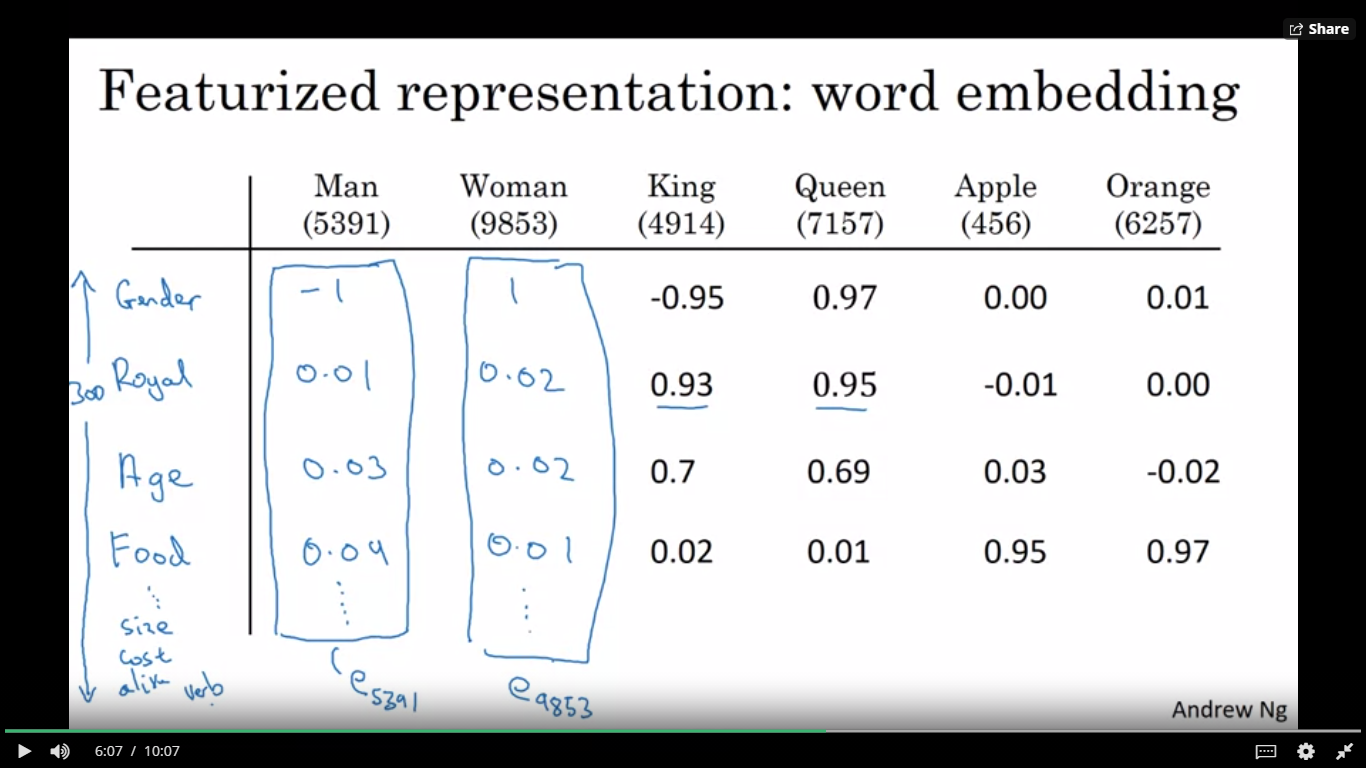 Share
Featurized representation: word embedding
Man Woman King Queen Apple Orange
(5391) (9853) (4914) (7157) (456) (6257)
Gender -1 1 -0.95 0.97 0.00 0.01
300 Royal 0.01 0.02 0.93 0.95 -0.01 0.00
Age 0.03 0.02 0.7 0.69 0.03 -0.02
Food 0.09 0.01 0.02 0.01 0.95 0.97
size
cost
alive verb
e5391 e9853
Andrew Ng
6:07 / 10:07